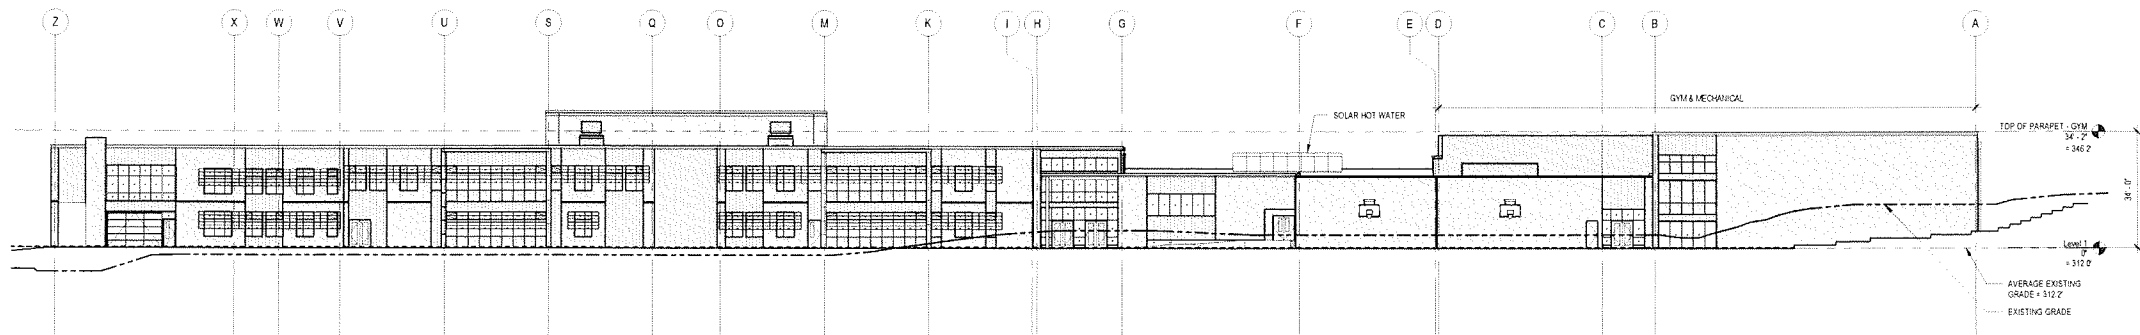 Z X W V U S Q O M K I H G F E D C B A
GYM & MECHANICAL
SOLAR HOT WATER
TOP OF PARAPET - GYM
34' - 2"
= 346.2'
34' - 0"
Level 1
0"
= 312.0'
AVERAGE EXISTING
GRADE = 312.2'
EXISTING GRADE